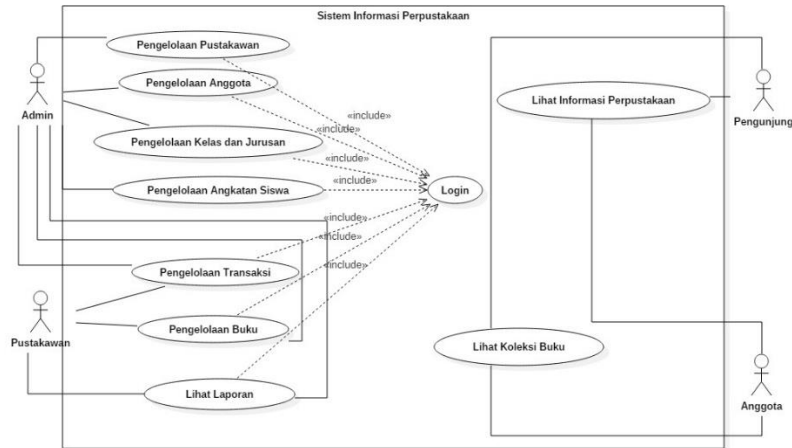 Sistem Informasi Perpustakaan
Pengelolaan Pustakawan
Pengelolaan Anggota
Admin
Pengelolaan Kelas dan Jurusan
Pengelolaan Angkatan Siswa
«include»
«include»
«include»
«include»
«include»
«include»
«include»
Login
Lihat Informasi Perpustakaan
Pengunjung
Pengelolaan Transaksi
Pengelolaan Buku
Pustakawan
Lihat Laporan
Lihat Koleksi Buku
Anggota